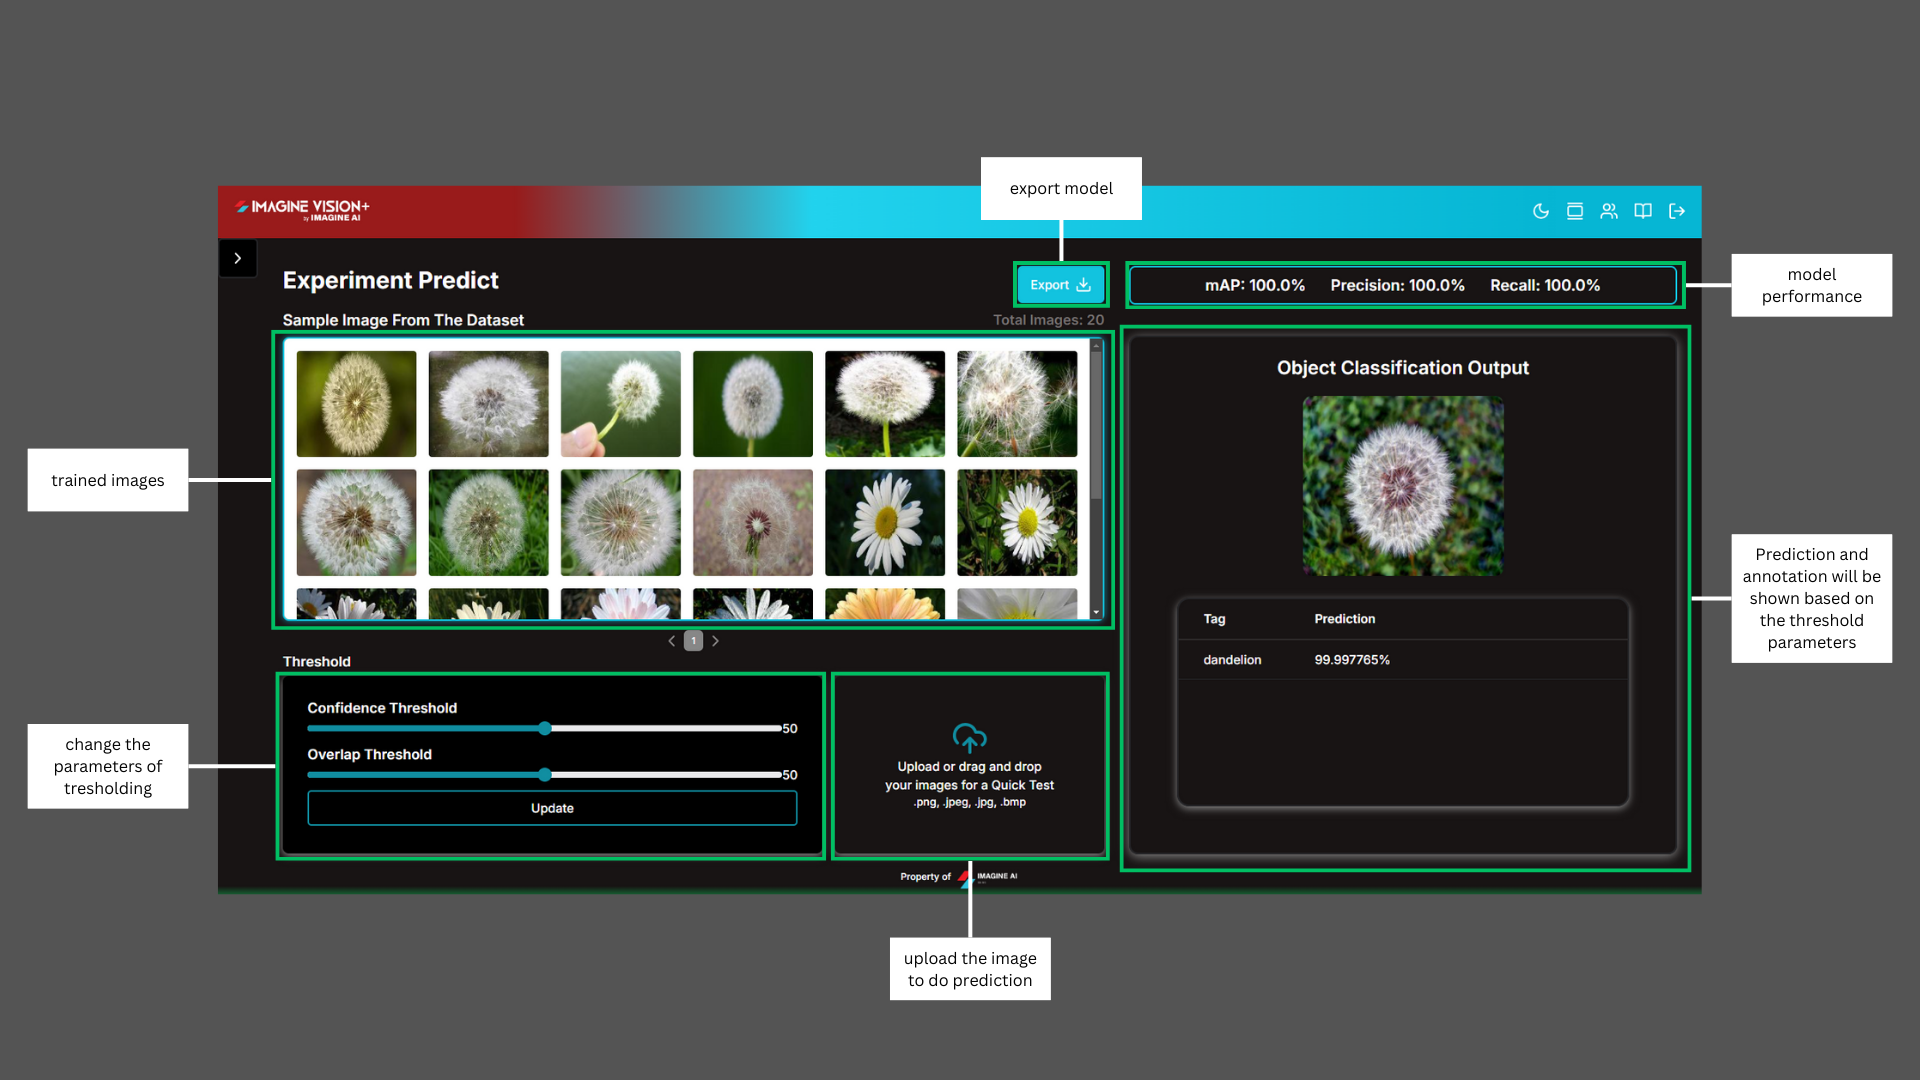 export model
IMAGINE VISION+
by IMAGINE AI
Experiment Predict
Export
mAP: 100.0% Precision: 100.0% Recall: 100.0%
model
performance
Sample Image From The Dataset
Total Images: 20
Object Classification Output
trained images
Prediction and
annotation will be
shown based on
the threshold
parameters
Tag Prediction
dandelion 99.997765%
1
Threshold
Confidence Threshold
50
Overlap Threshold
50
Update
change the
parameters of
tresholding
Upload or drag and drop
your images for a Quick Test
.png, .jpeg, .jpg, .bmp
Property of IMAGINE AI
upload the image
to do prediction